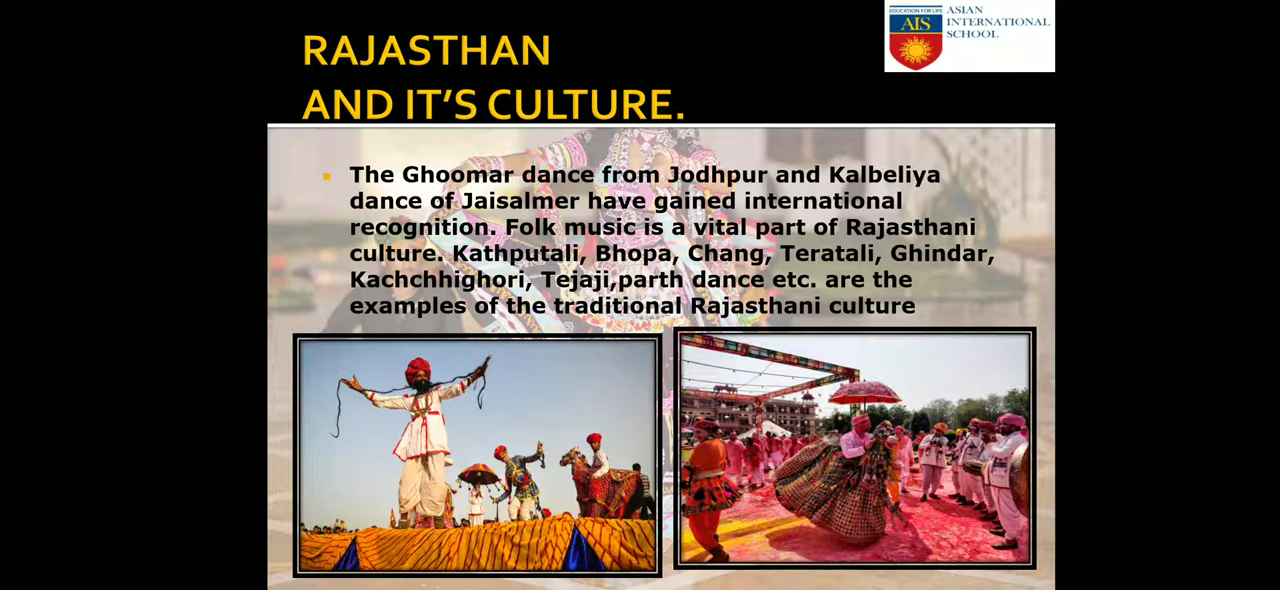 EDUCATION FOR LIFE
AIS
ASIAN
INTERNATIONAL
SCHOOL
RAJASTHAN
AND IT’S CULTURE.
The Ghoomar dance from Jodhpur and Kalbeliya
dance of Jaisalmer have gained international
recognition. Folk music is a vital part of Rajasthani
culture. Kathputali, Bhopa, Chang, Teratali, Ghindar,
Kachchhighori, Tejaji,parth dance etc. are the
examples of the traditional Rajasthani culture